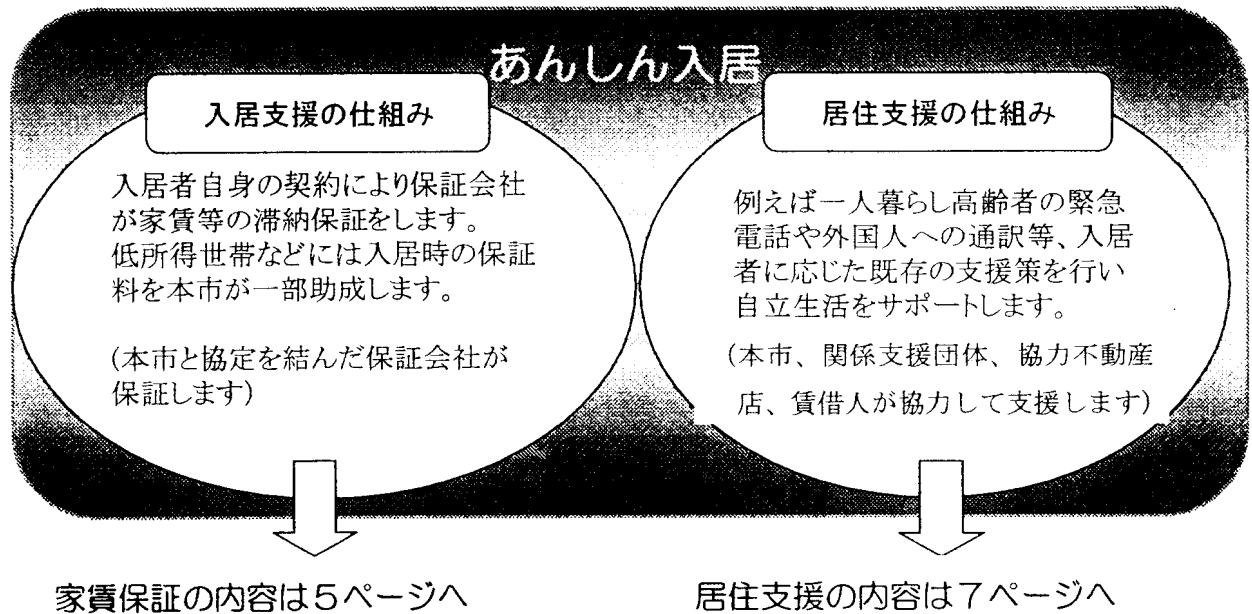 あんしん入居
入居支援の仕組み
入居者自身の契約により保証会社
が家賃等の滞納保証をします。
低所得世帯などには入居時の保証
料を本市が一部助成します。
(本市と協定を結んだ保証会社が
保証します)
家賃保証の内容は5ページへ
居住支援の仕組み
例えば一人暮らし高齢者の緊急
電話や外国人への通訳等、入居
者に応じた既存の支援策を行い
自立生活をサポートします。
(本市、関係支援団体、協力不動産
店、賃借人が協力して支援します)
居住支援の内容は7ページへ